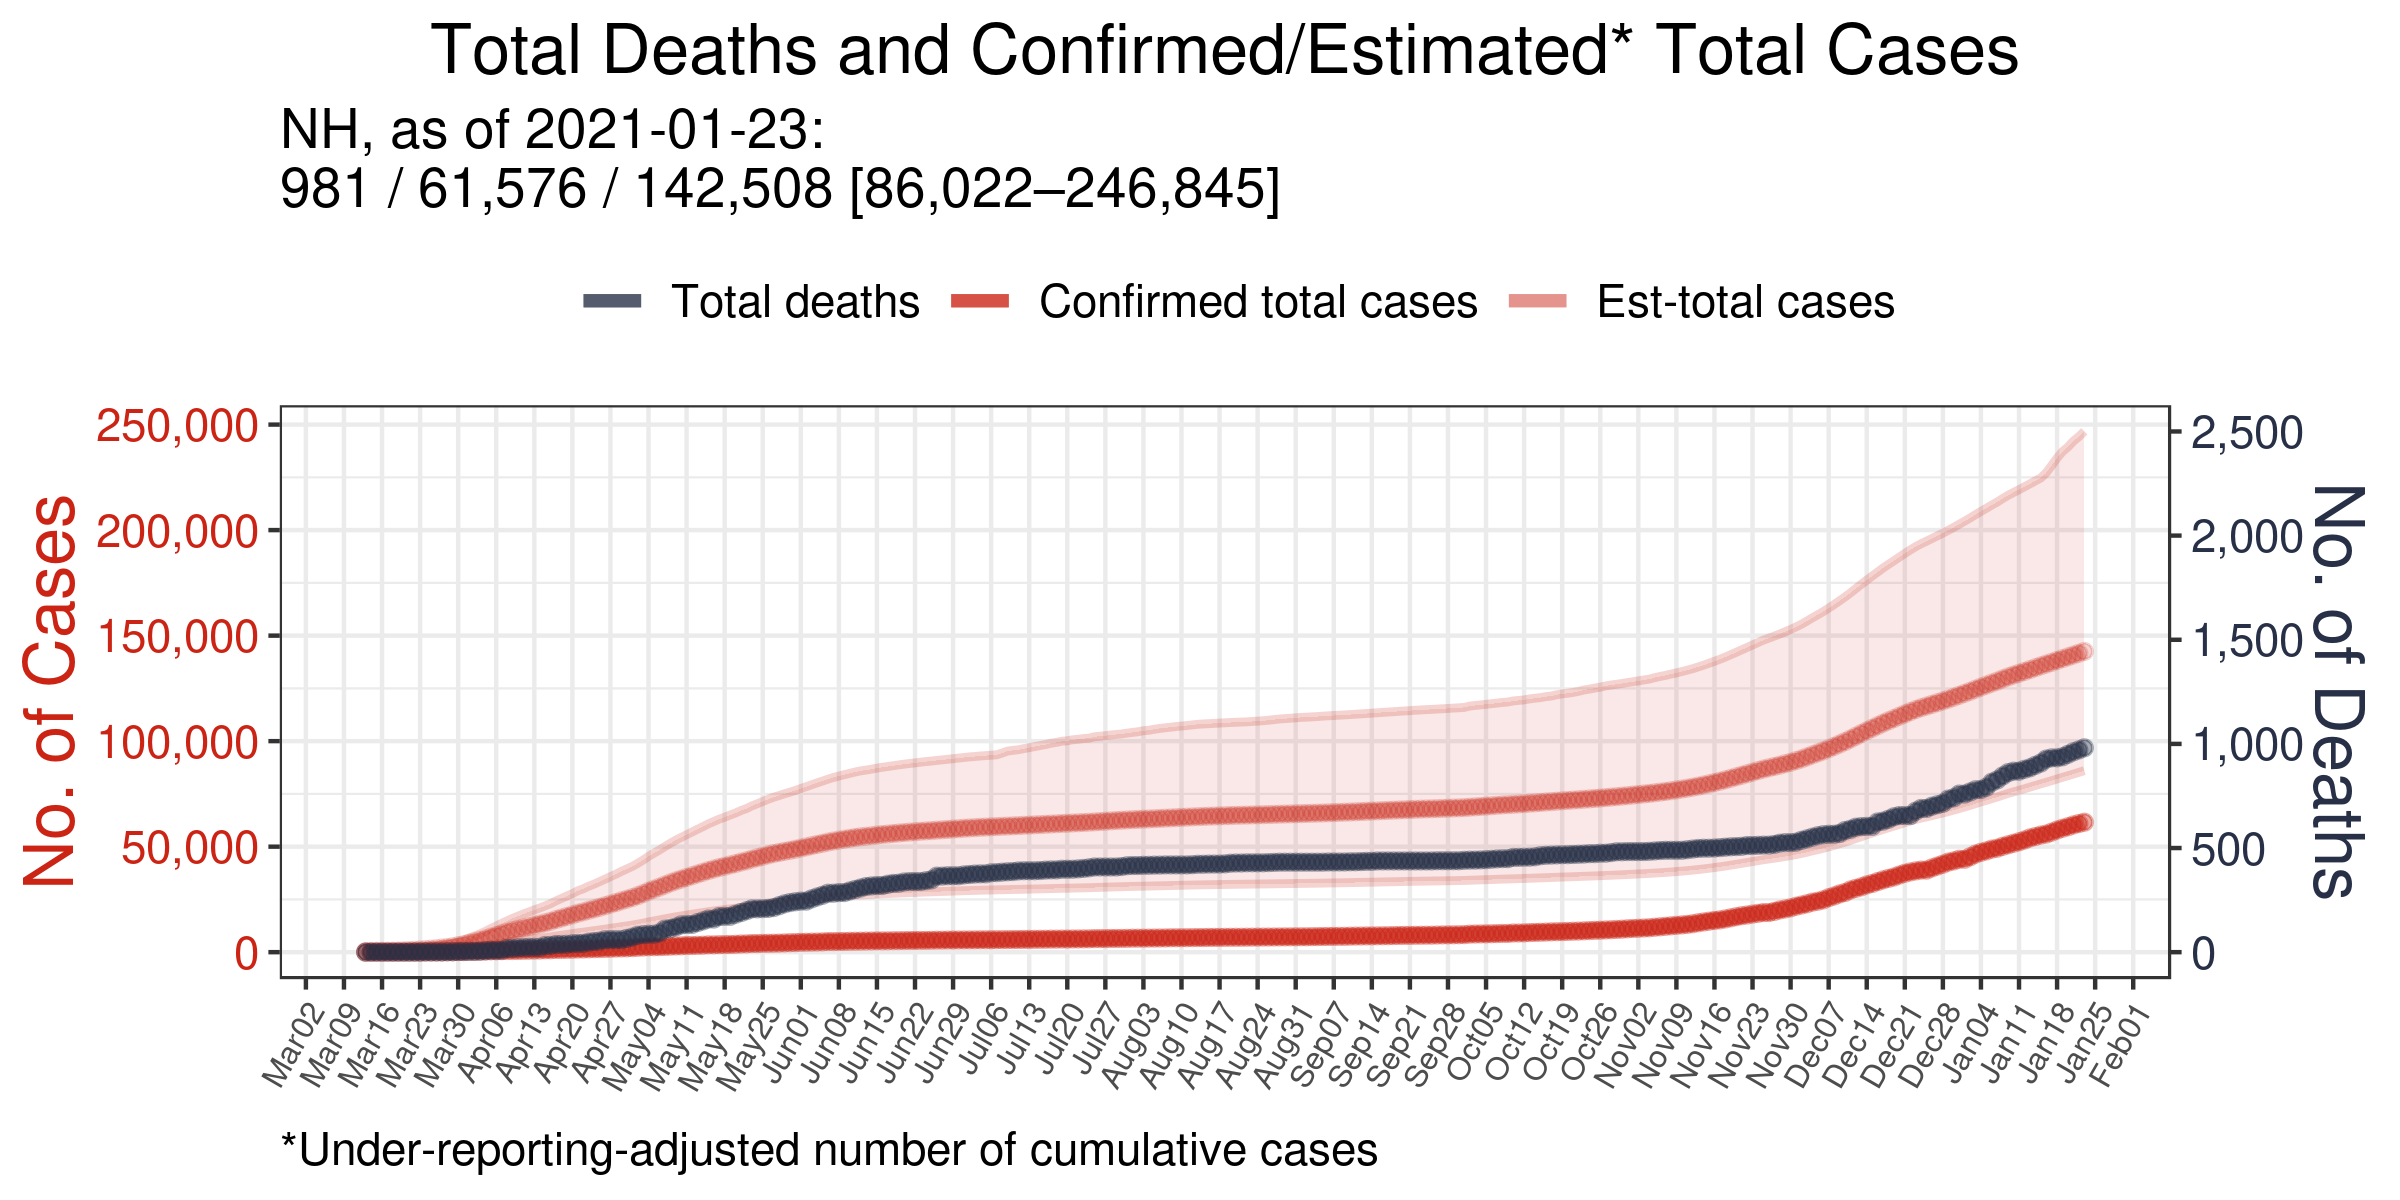 Total Deaths and Confirmed/Estimated* Total Cases
NH, as of 2021-01-23:
981 / 61,576 / 142,508 [86,022–246,845]
Total deaths
Confirmed total cases
Est-total cases
No. of Cases
250,000
200,000
150,000
100,000
50,000
0
2,500
2,000
1,500
1,000
500
0
No. of Deaths
Mar02
Mar09
Mar16
Mar23
Mar30
Apr06
Apr13
Apr20
Apr27
May04
May11
May18
May25
Jun01
Jun08
Jun15
Jun22
Jun29
Jul06
Jul13
Jul20
Jul27
Aug03
Aug10
Aug17
Aug24
Aug31
Sep07
Sep14
Sep21
Sep28
Oct05
Oct12
Oct19
Oct26
Nov02
Nov09
Nov16
Nov23
Nov30
Dec07
Dec14
Dec21
Dec28
Jan04
Jan11
Jan18
Jan25
Feb01
*Under-reporting-adjusted number of cumulative cases